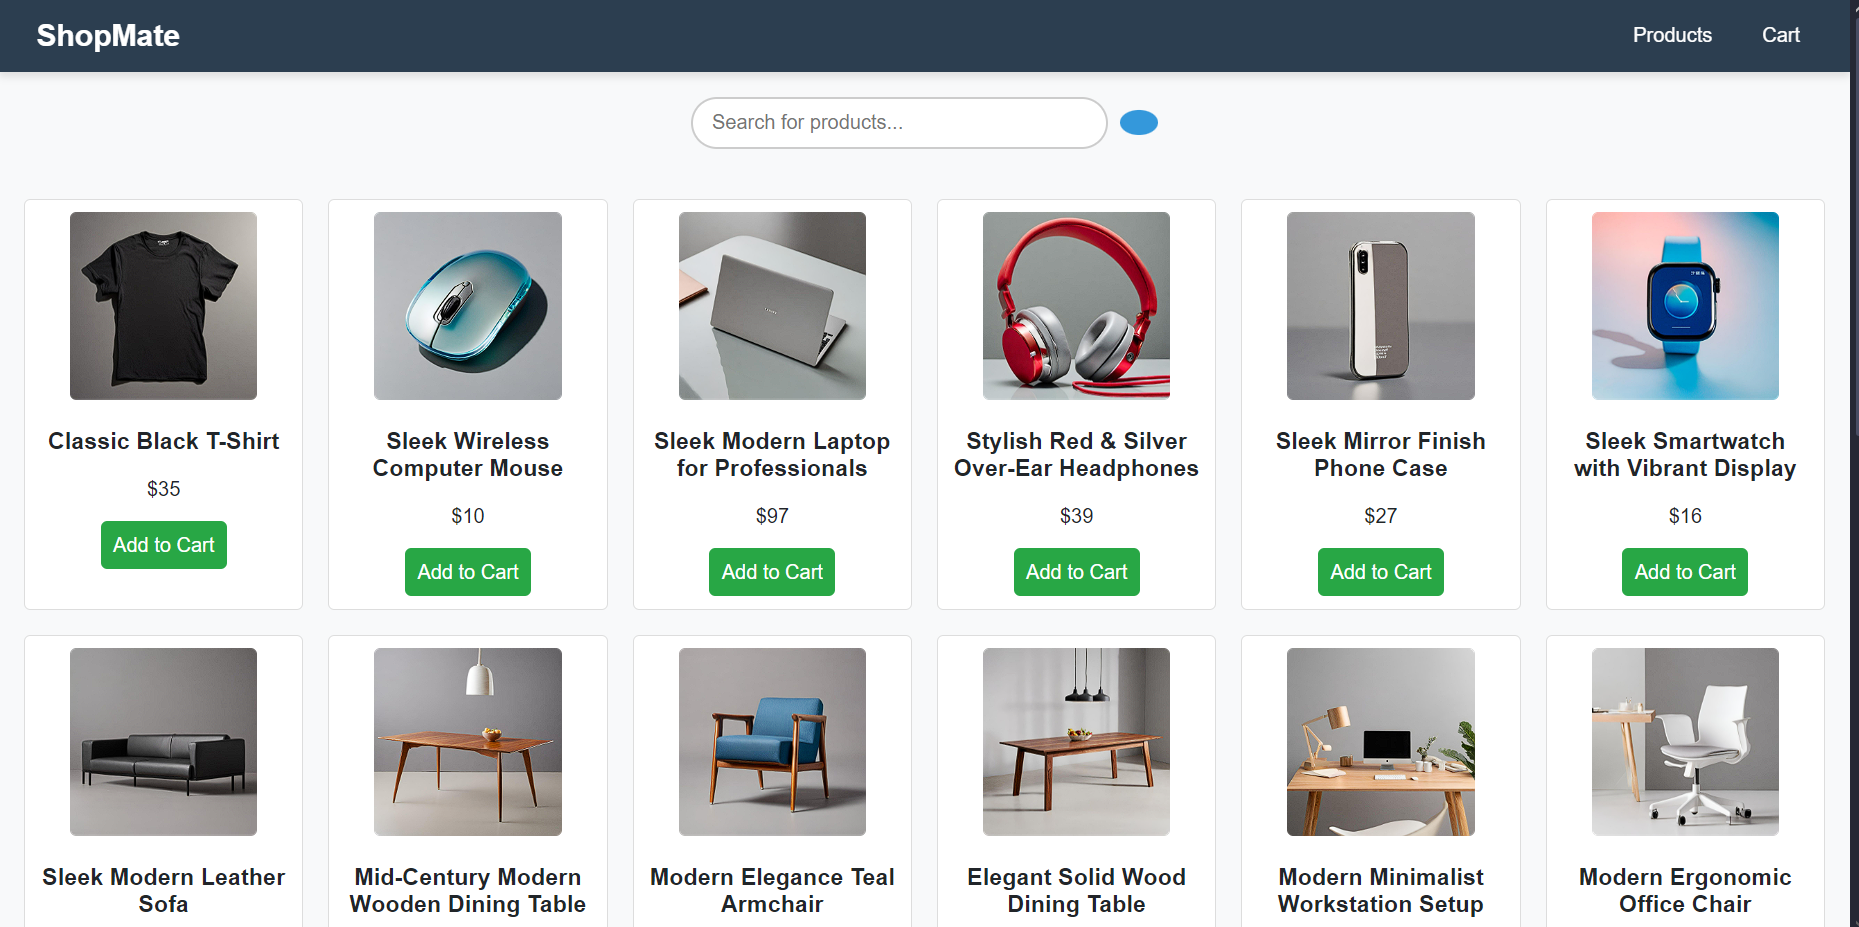 ShopMate
Products
Cart
Search for products...
Classic Black T-Shirt
$35
Add to Cart
Sleek Wireless
Computer Mouse
$10
Add to Cart
Sleek Modern Laptop
for Professionals
$97
Add to Cart
Stylish Red & Silver
Over-Ear Headphones
$39
Add to Cart
Sleek Mirror Finish
Phone Case
$27
Add to Cart
Sleek Smartwatch
with Vibrant Display
$16
Add to Cart
Sleek Modern Leather
Sofa
Mid-Century Modern
Wooden Dining Table
Modern Elegance Teal
Armchair
Elegant Solid Wood
Dining Table
Modern Minimalist
Workstation Setup
Modern Ergonomic
Office Chair